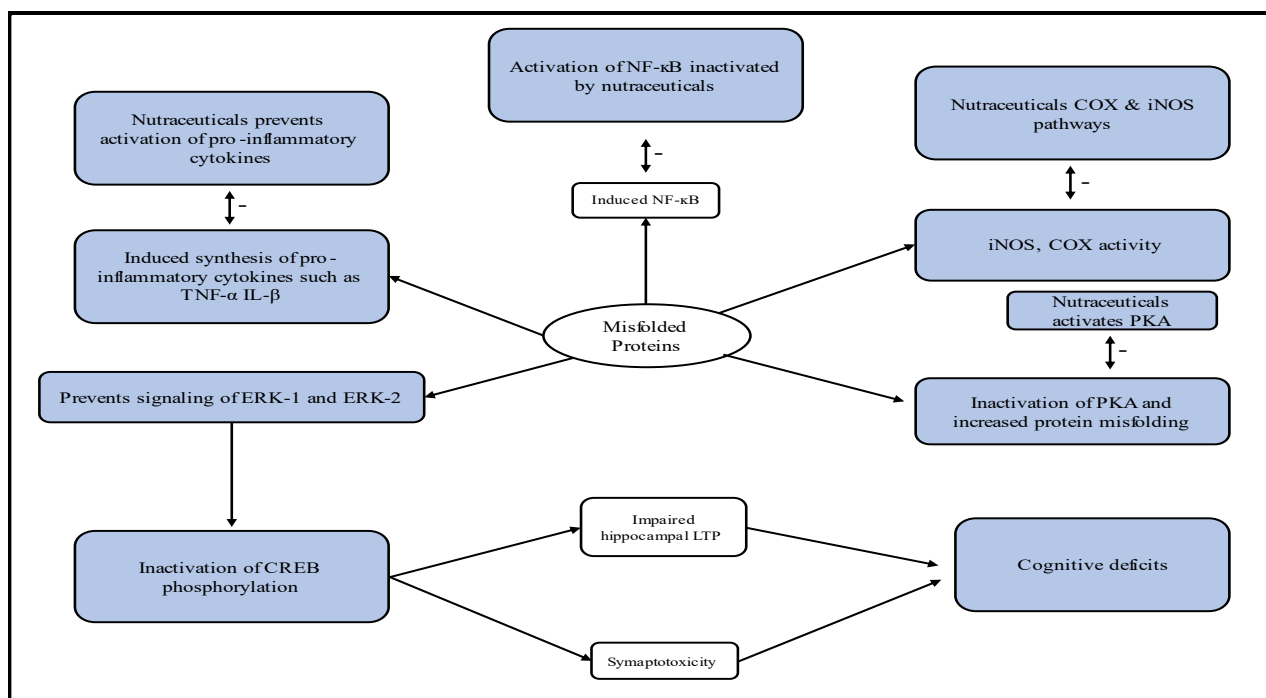 Activation of NF-κB inactivated
by nutraceuticals
Nutraceuticals prevents
activation of pro-inflammatory
cytokines
Nutraceuticals COX & iNOS
pathways
–
–
–
Induced NF-κB
Induced synthesis of pro-
inflammatory cytokines such as
TNF-α IL-β
iNOS, COX activity
Nutraceuticals
activates PKA
Misfolded
Proteins
–
Prevents signaling of ERK-1 and ERK-2
Inactivation of PKA and
increased protein misfolding
Impaired
hippocampal LTP
Inactivation of CREB
phosphorylation
Cognitive deficits
Symaptotoxicity